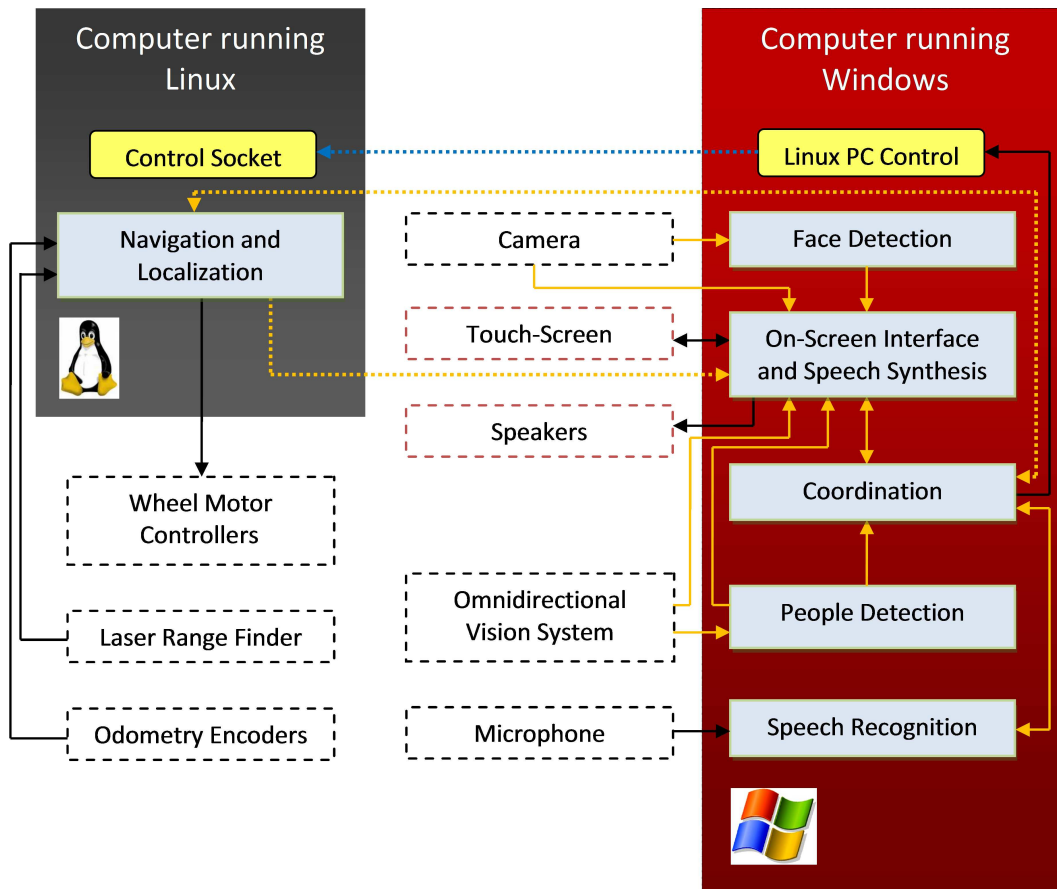 Computer running
Linux
Computer running
Windows
Control Socket
Linux PC Control
Navigation and
Localization
Camera
Face Detection
Touch-Screen
On-Screen Interface
and Speech Synthesis
Speakers
Wheel Motor
Controllers
Coordination
Omnidirectional
Vision System
People Detection
Laser Range Finder
Odometry Encoders
Microphone
Speech Recognition